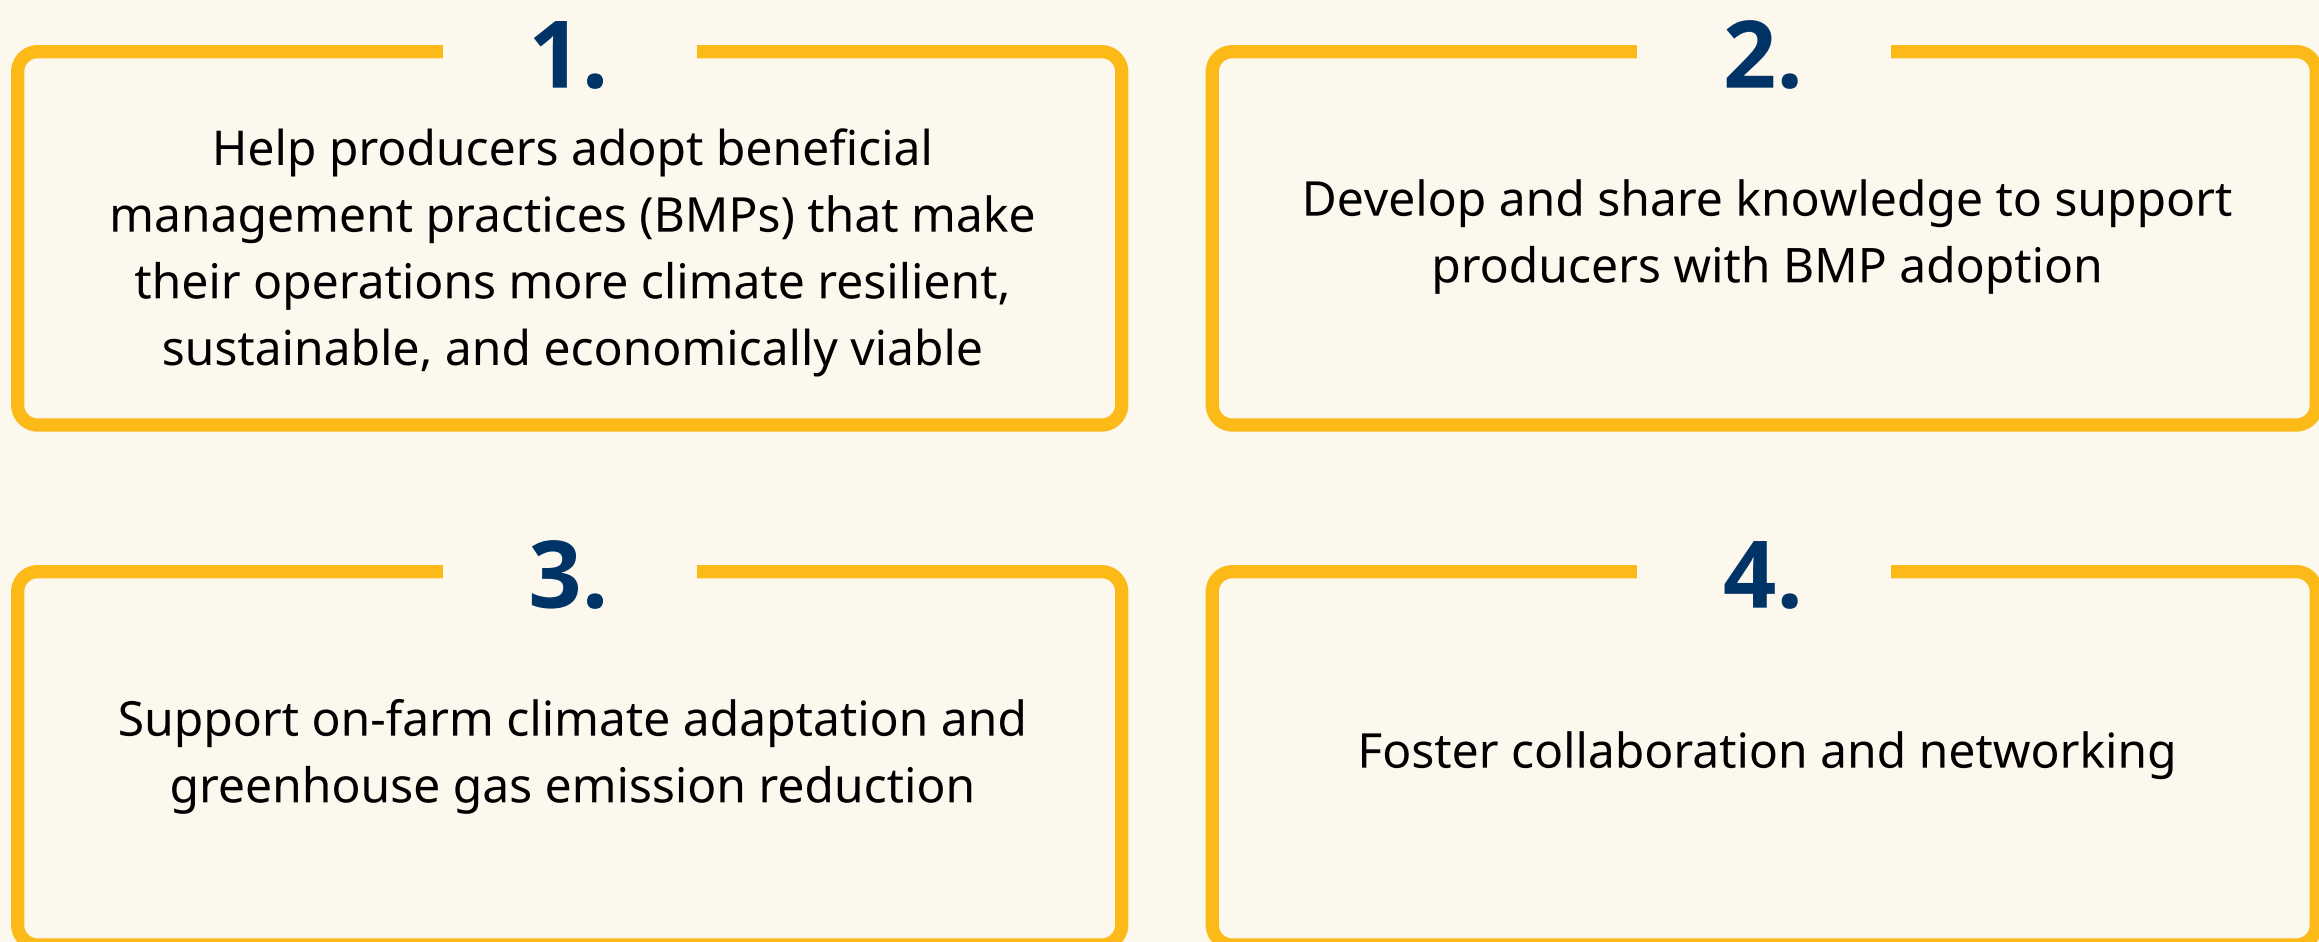 1.
Help producers adopt beneficial
management practices (BMPs) that make
their operations more climate resilient,
sustainable, and economically viable
2.
Develop and share knowledge to support
producers with BMP adoption
3.
Support on-farm climate adaptation and
greenhouse gas emission reduction
4.
Foster collaboration and networking